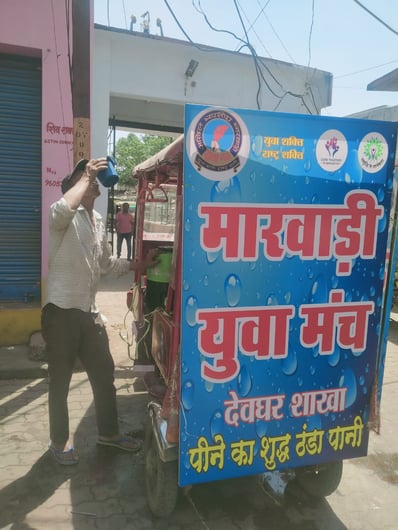 युवा शक्ति
राष्ट्र शक्ति
मारवाड़ी
युवा मंच
देवघर शाखा
पीने का शुद्ध ठंडा पानी